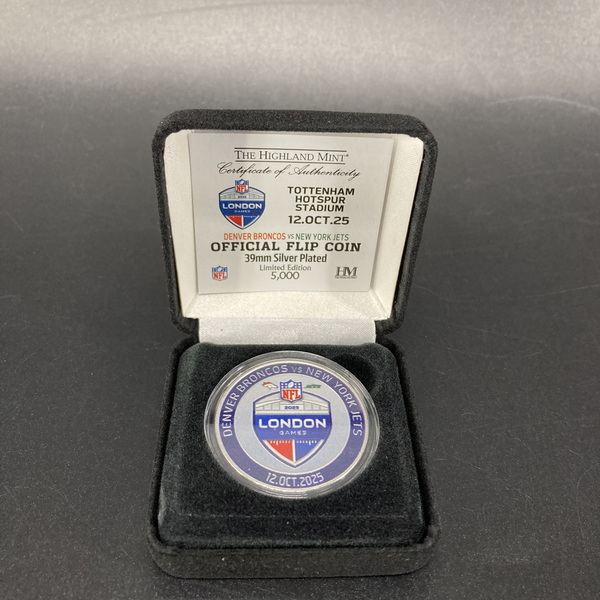 THE HIGHLAND MINT®
Certificate of Authenticity
NFL
2025
LONDON
GAMES
TOTTENHAM
HOTSPUR
STADIUM
12.OCT.25
DENVER BRONCOS VS NEW YORK JETS
OFFICIAL FLIP COIN
39mm Silver Plated
Limited Edition
5,000
NFL
HM
DENVER BRONCOS VS NEW YORK JETS
NFL
2025
LONDON
GAMES
12.OCT.2025